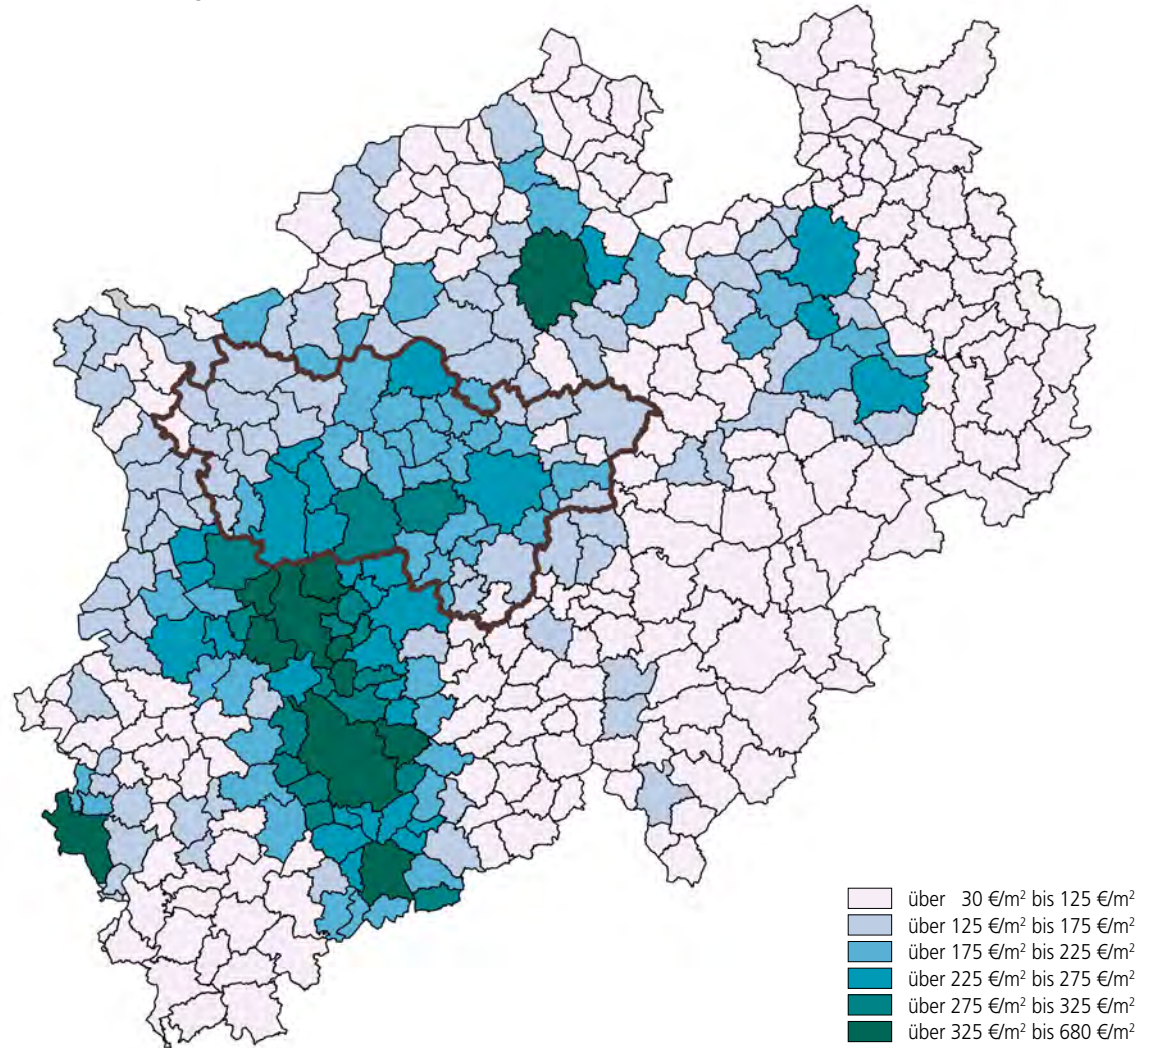 über 30 €/m² bis 125 €/m²
über 125 €/m² bis 175 €/m²
über 175 €/m² bis 225 €/m²
über 225 €/m² bis 275 €/m²
über 275 €/m² bis 325 €/m²
über 325 €/m² bis 680 €/m²